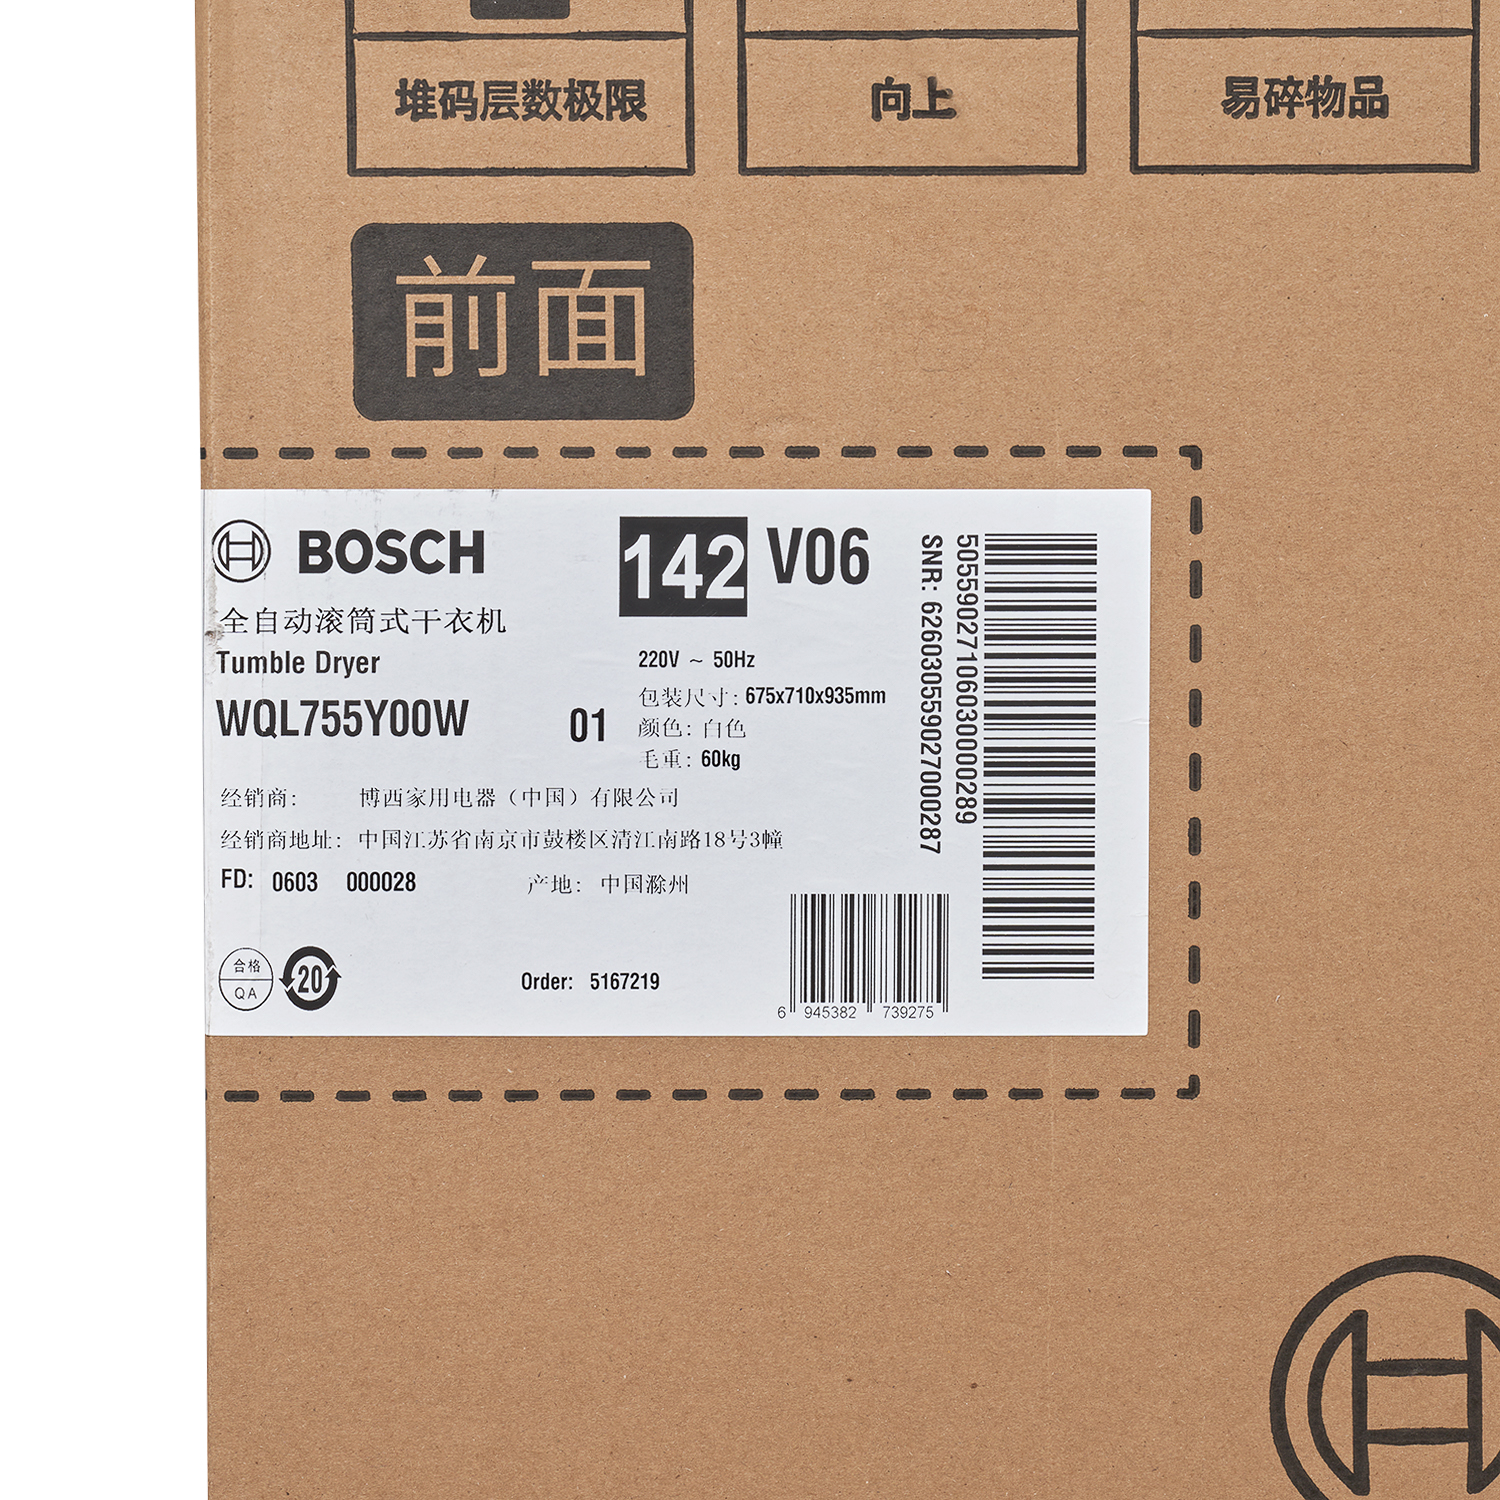 堆码层数极限
向上
易碎物品
前面
BOSCH
142 V06
全自动滚筒式干衣机
Tumble Dryer
WQL755Y00W
01
220V ~ 50Hz
包装尺寸: 675x710x935mm
颜色: 白色
毛重: 60kg
经销商: 博西家用电器（中国）有限公司
经销商地址: 中国江苏省南京市鼓楼区清江南路18号3幢
FD: 0603 000028
产地: 中国滁州
合格
QA
20
Order: 5167219
6 945382 739275
505590271060300000289
SNR: 626030559027000287